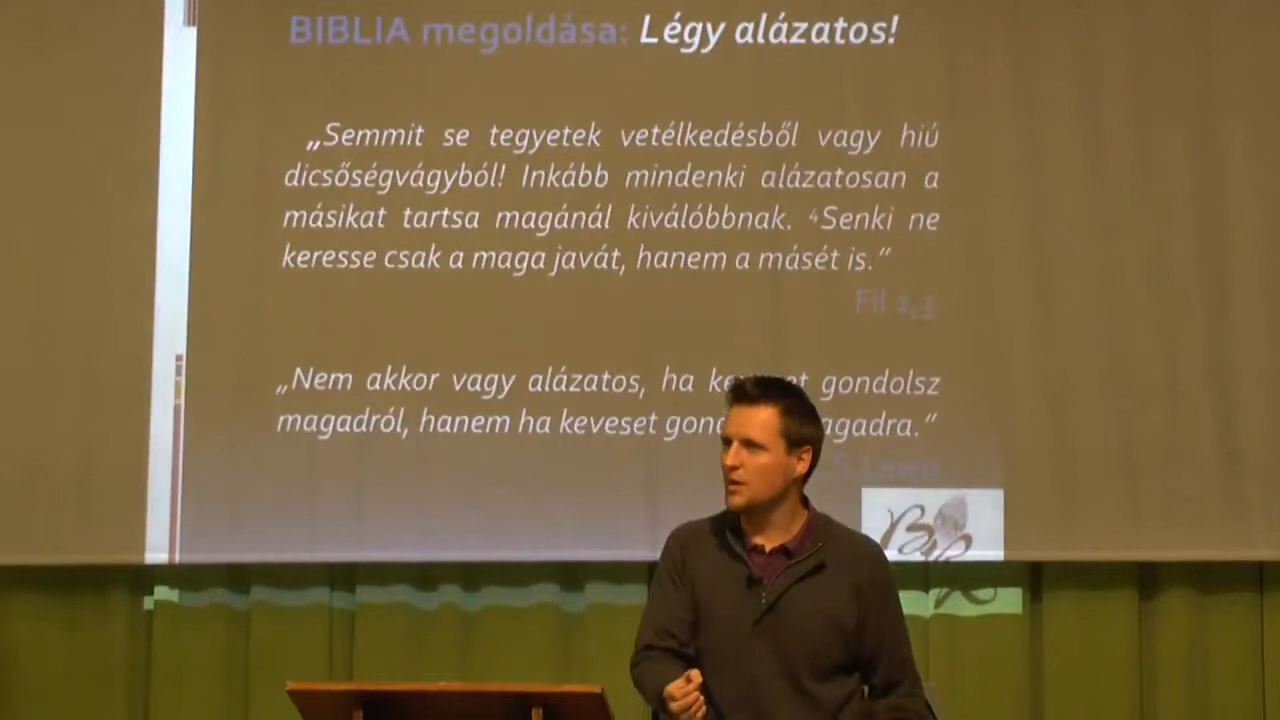 BIBLIA megoldása: Légy alázatos!
„Semmit se tegyetek vetélkedésből vagy hiú
dicsőségvágyból! Inkább mindenki alázatosan a
másikat tartsa magánál kiválóbbnak. ⁴Senki ne
keresse csak a maga javát, hanem a másét is.”
Fil 2,3
„Nem akkor vagy alázatos, ha gondolsz
magadról, hanem ha keveset